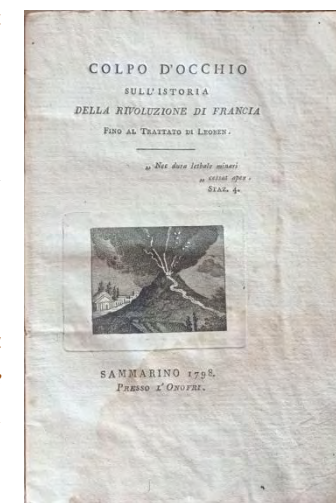 COLPO D'OCCHIO
SULL'ISTORIA
DELLA RIVOLUZIONE DI FRANCIA
FINO AL TRATTATO DI LEOBEN.
„ Nec dura lethale minari
„ cessat apex.
STAZ. 4.
SAMMARINO 1798.
PRESSO L'ONOFRI.